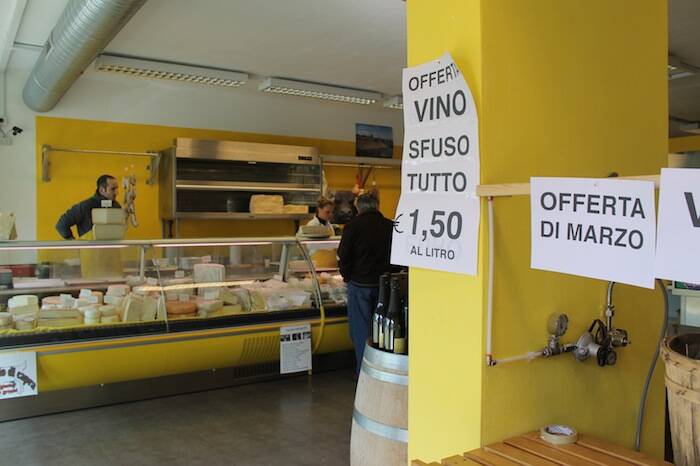 OFFERTA
VINO
SFUSO
TUTTO
€ 1,50
AL LITRO
OFFERTA
DI MARZO
V